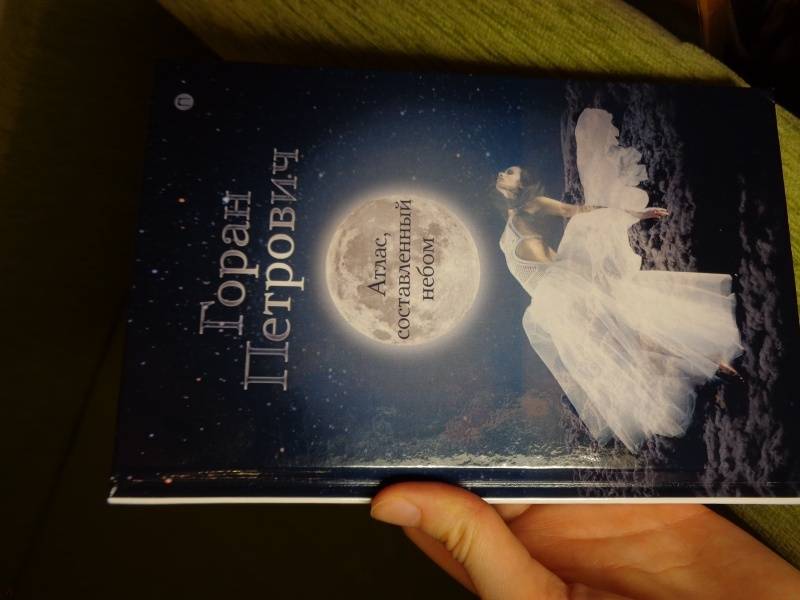 Горан
Петрович
Атлас,
составленный
небом